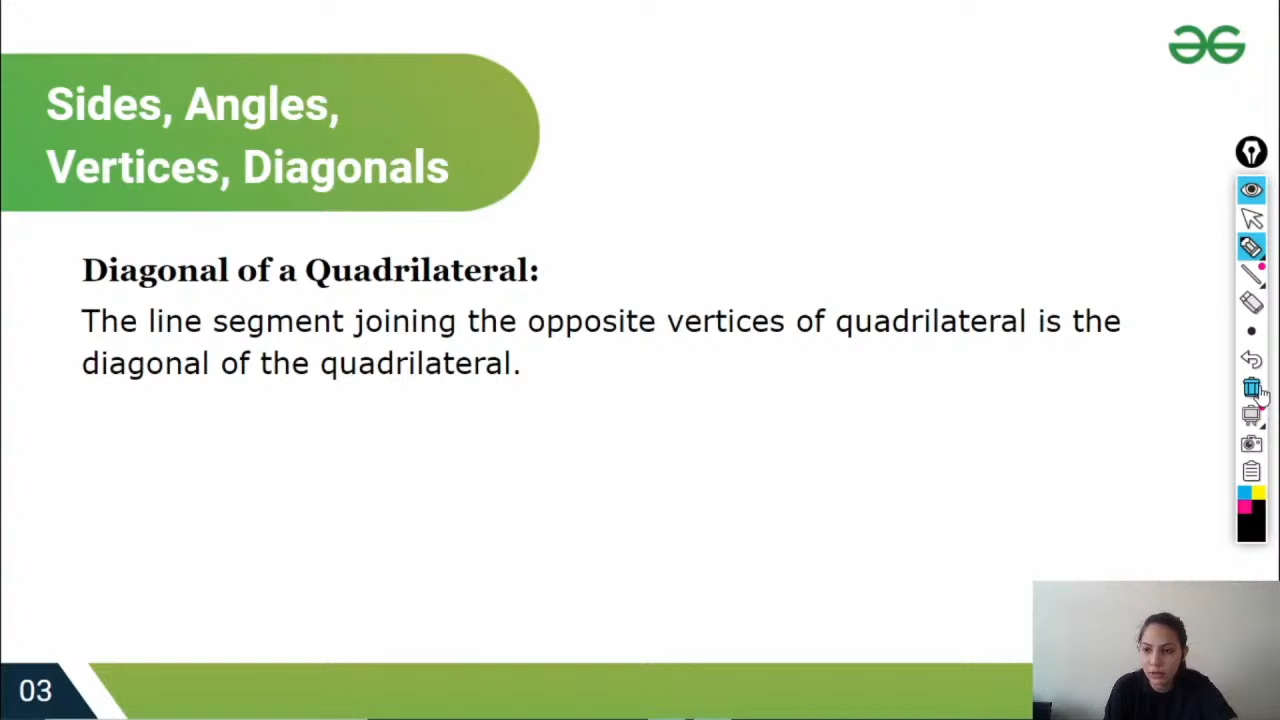 Sides, Angles,
Vertices, Diagonals
Diagonal of a Quadrilateral:
The line segment joining the opposite vertices of quadrilateral is the
diagonal of the quadrilateral.
03